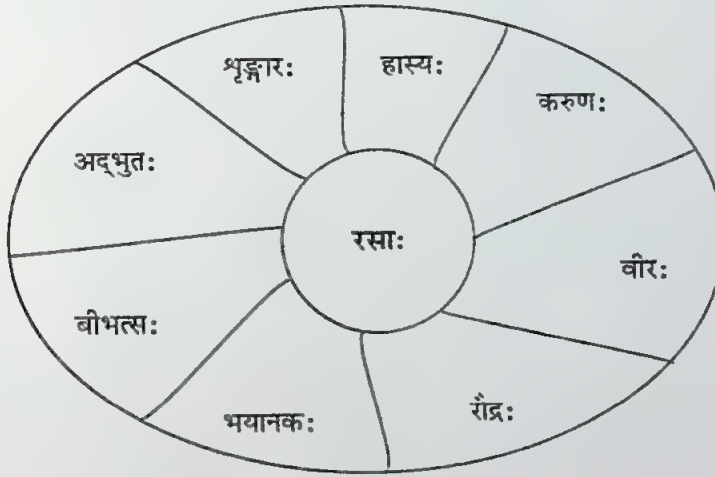 शृङ्गारः
हास्यः
करुणः
अद्‌भुतः
रसाः
वीरः
बीभत्सः
भयानकः
रौद्रः